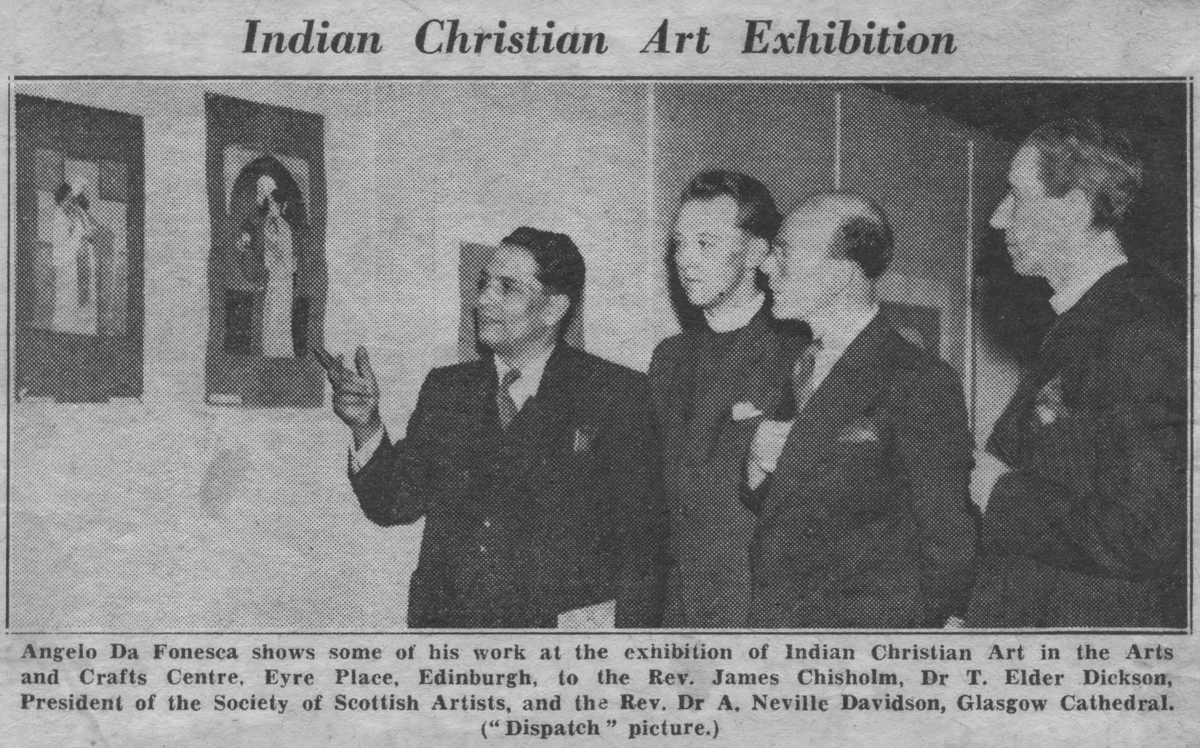 Indian Christian Art Exhibition
Angelo Da Fonesca shows some of his work at the exhibition of Indian Christian Art in the Arts
and Crafts Centre, Eyre Place, Edinburgh, to the Rev. James Chisholm, Dr T. Elder Dickson,
President of the Society of Scottish Artists, and the Rev. Dr A. Neville Davidson, Glasgow Cathedral.
(“Dispatch” picture.)